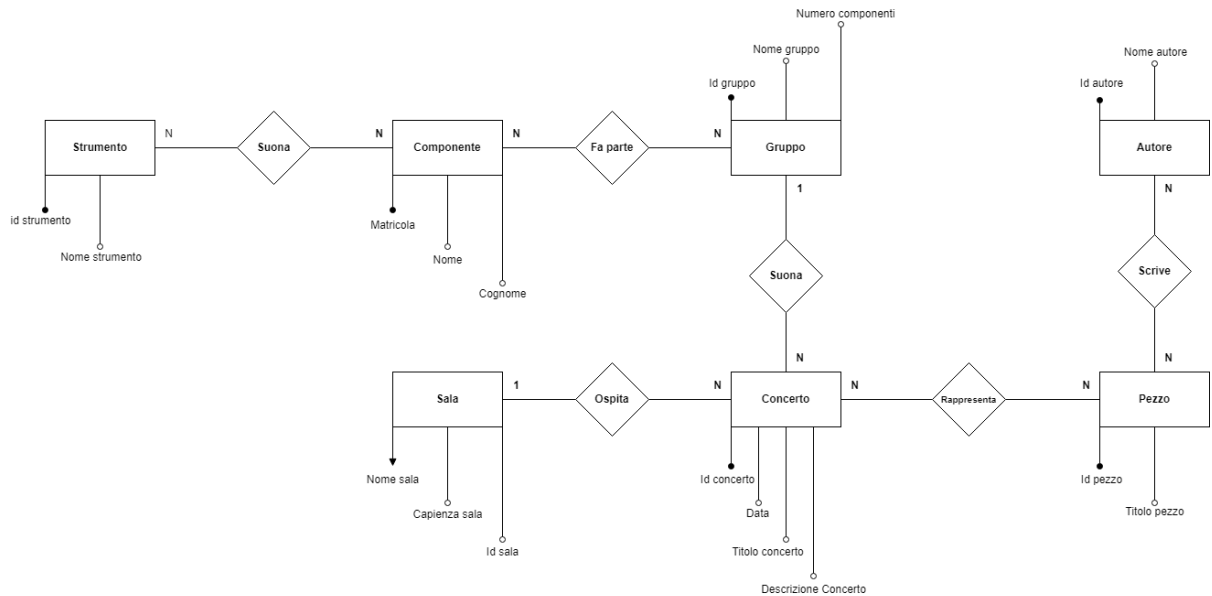 Numero componenti
Nome gruppo
Nome autore
Id gruppo
Id autore
Strumento
N
Suona
N
Componente
N
Fa parte
N
Gruppo
Autore
1
N
id strumento
Nome strumento
Matricola
Nome
Cognome
Suona
Scrive
N
N
Sala
1
Ospita
N
Concerto
N
Rappresenta
N
Pezzo
Nome sala
Capienza sala
Id sala
Id concerto
Data
Titolo concerto
Descrizione Concerto
Id pezzo
Titolo pezzo